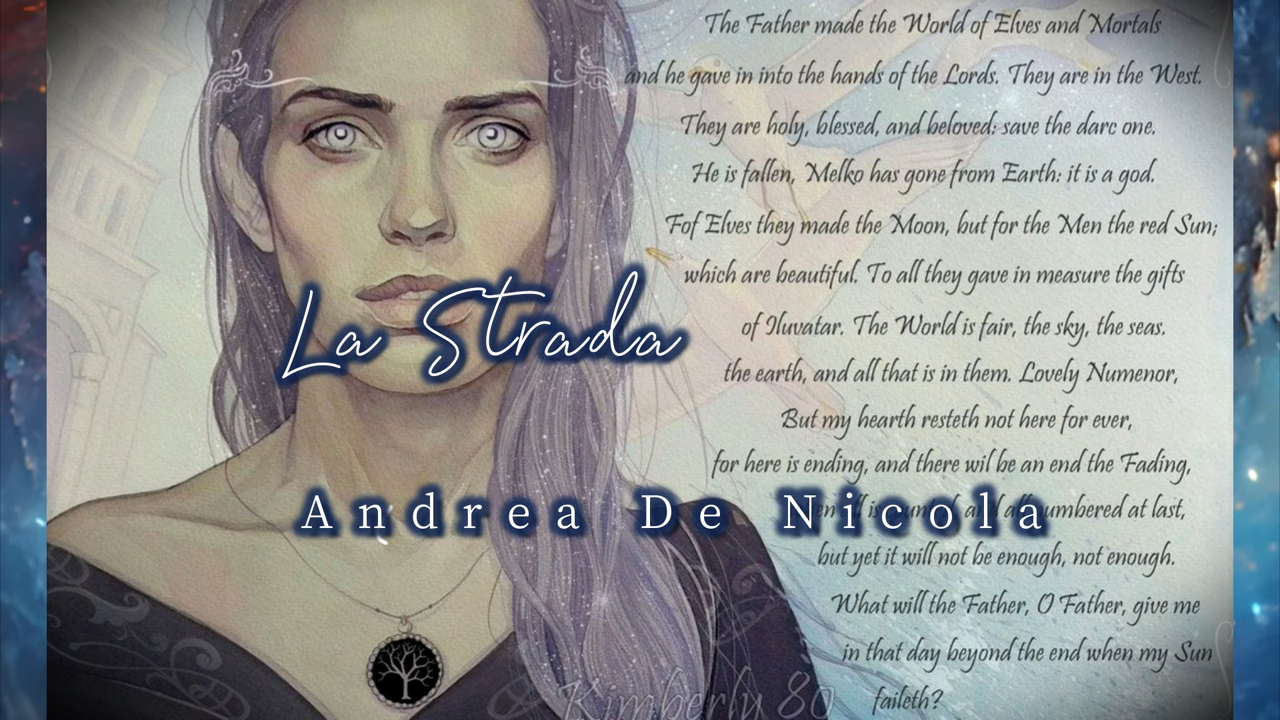 The Father made the World of Elves and Mortals
and he gave in into the hands of the Lords. They are in the West.
They are holy, blessed, and beloved: save the darc one.
He is fallen, Melko has gone from Earth: it is a god.
Fof Elves they made the Moon, but for the Men the red Sun;
which are beautiful. To all they gave in measure the gifts
of Iluvatar. The World is fair, the sky, the seas.
La Strada
the earth, and all that is in them. Lovely Numenor,
But my hearth resteth not here for ever,
for here is ending, and there wil be an end the Fading,
Andrea De Nicola
is and all numbered at last,
but yet it will not be enough, not enough.
What will the Father, O Father, give me
in that day beyond the end when my Sun
faileth?
Kimberly 80